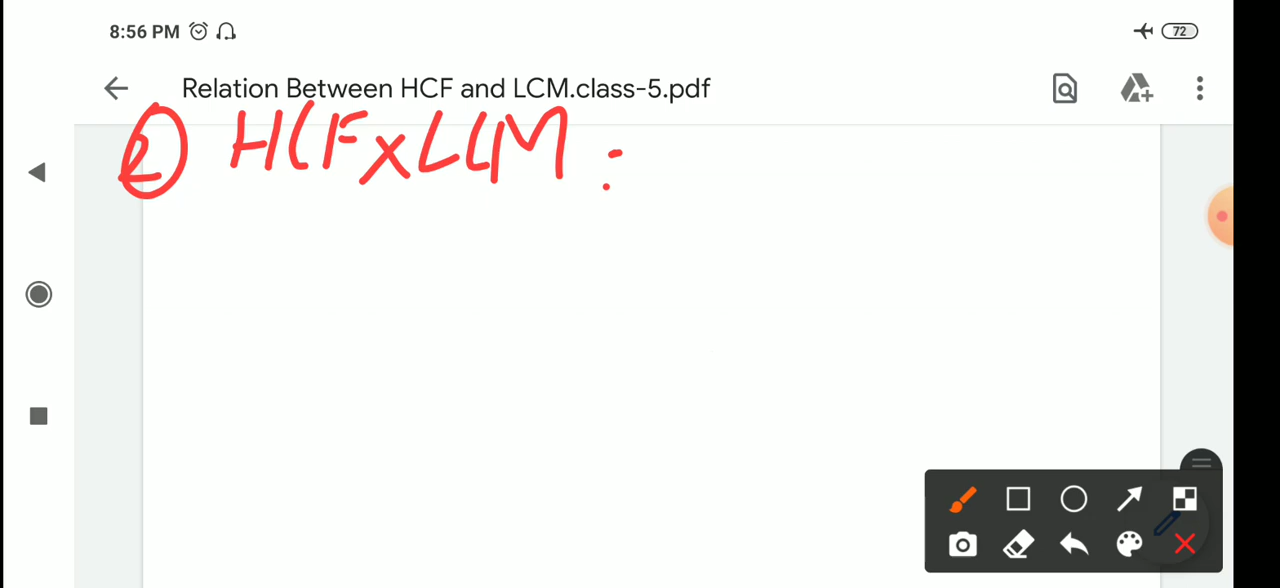 8:56 PM 72
Relation Between HCF and LCM.class-5.pdf
2 HCF x LCM :